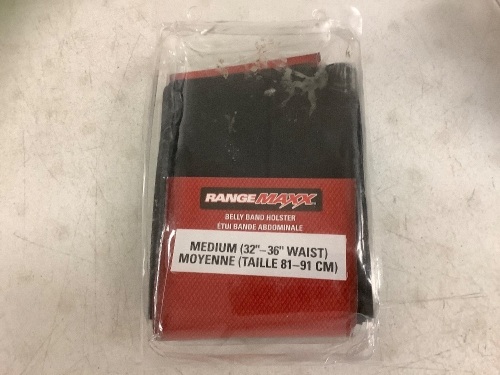 RANGEMAXX
BELLY BAND HOLSTER
ÉTUI BANDE ABDOMINALE
MEDIUM (32"–36" WAIST)
MOYENNE (TAILLE 81–91 CM)